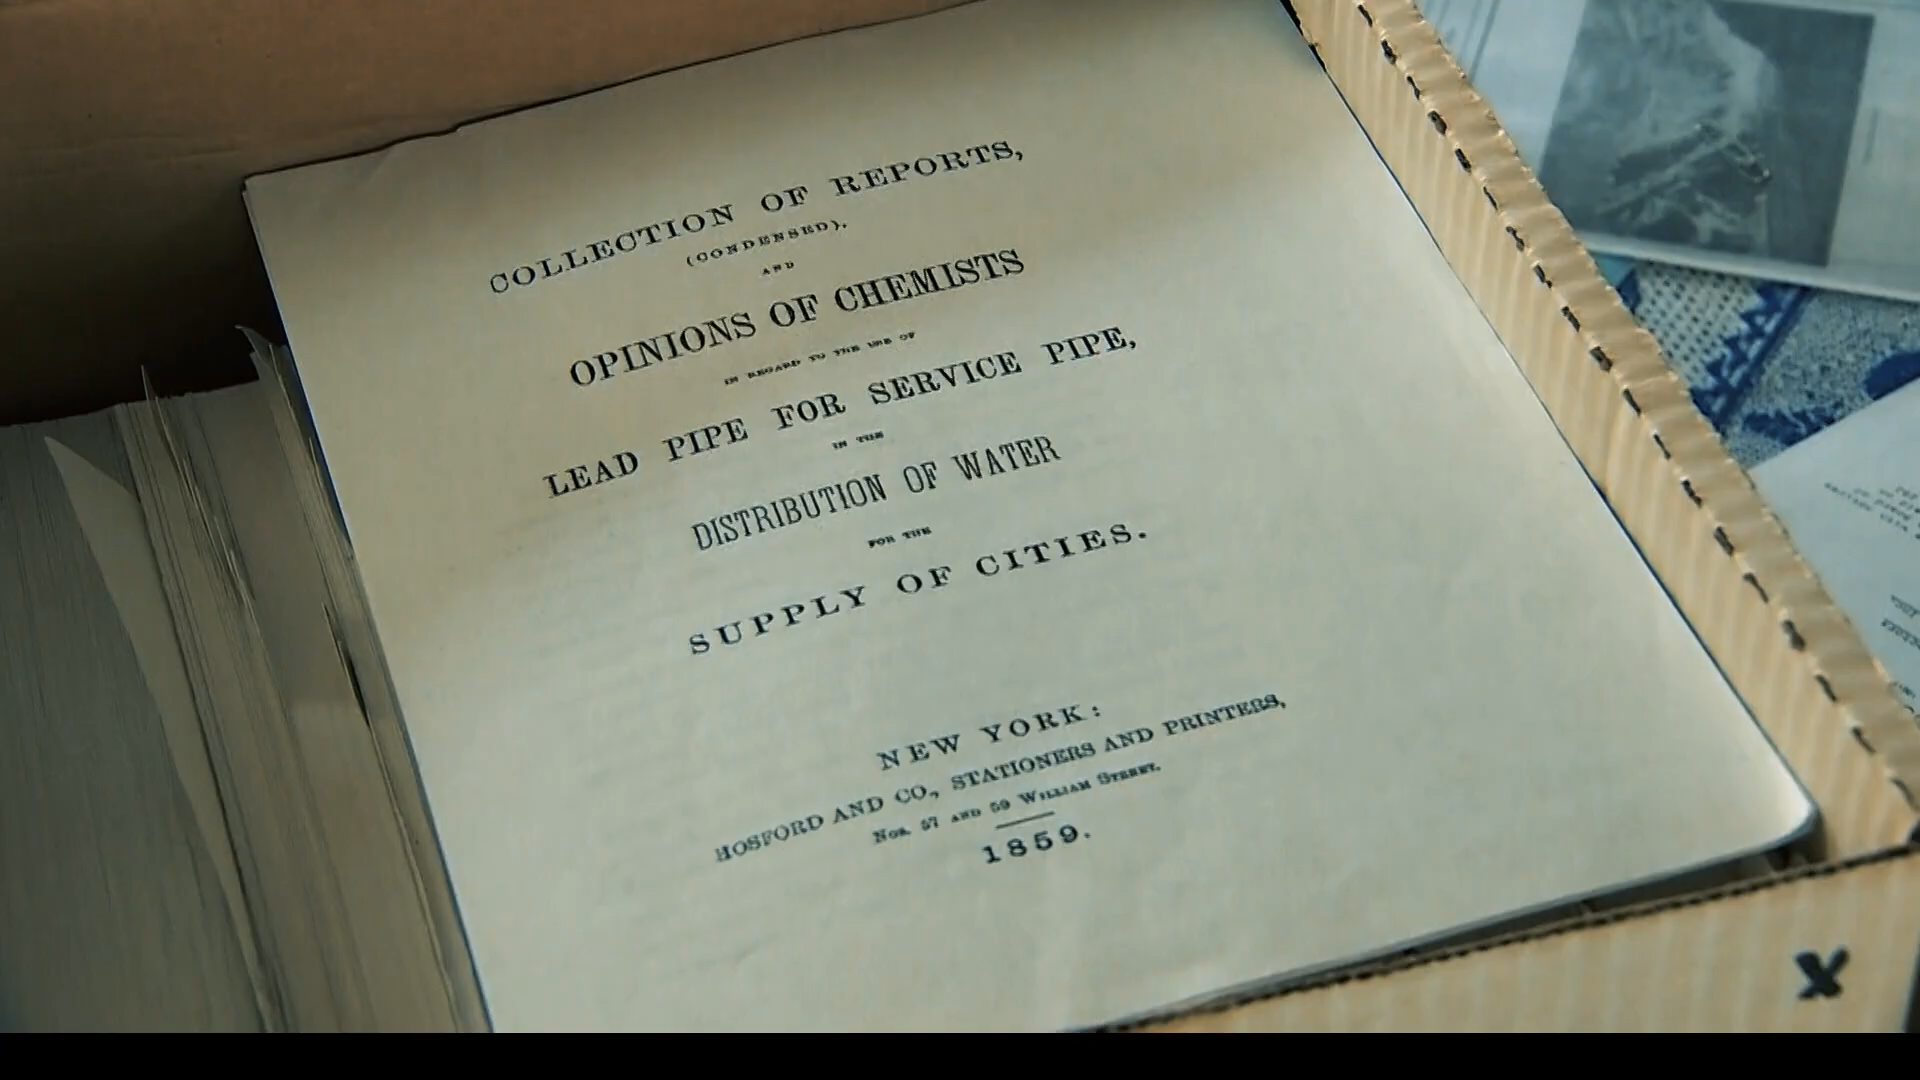 COLLECTION OF REPORTS,
(CONDENSED),
AND
OPINIONS OF CHEMISTS
IN REGARD TO THE USE OF
LEAD PIPE FOR SERVICE PIPE,
IN THE
DISTRIBUTION OF WATER
FOR THE
SUPPLY OF CITIES.
NEW YORK:
HOSFORD AND CO., STATIONERS AND PRINTERS,
Nos. 57 AND 59 WILLIAM STREET.
1859.
X